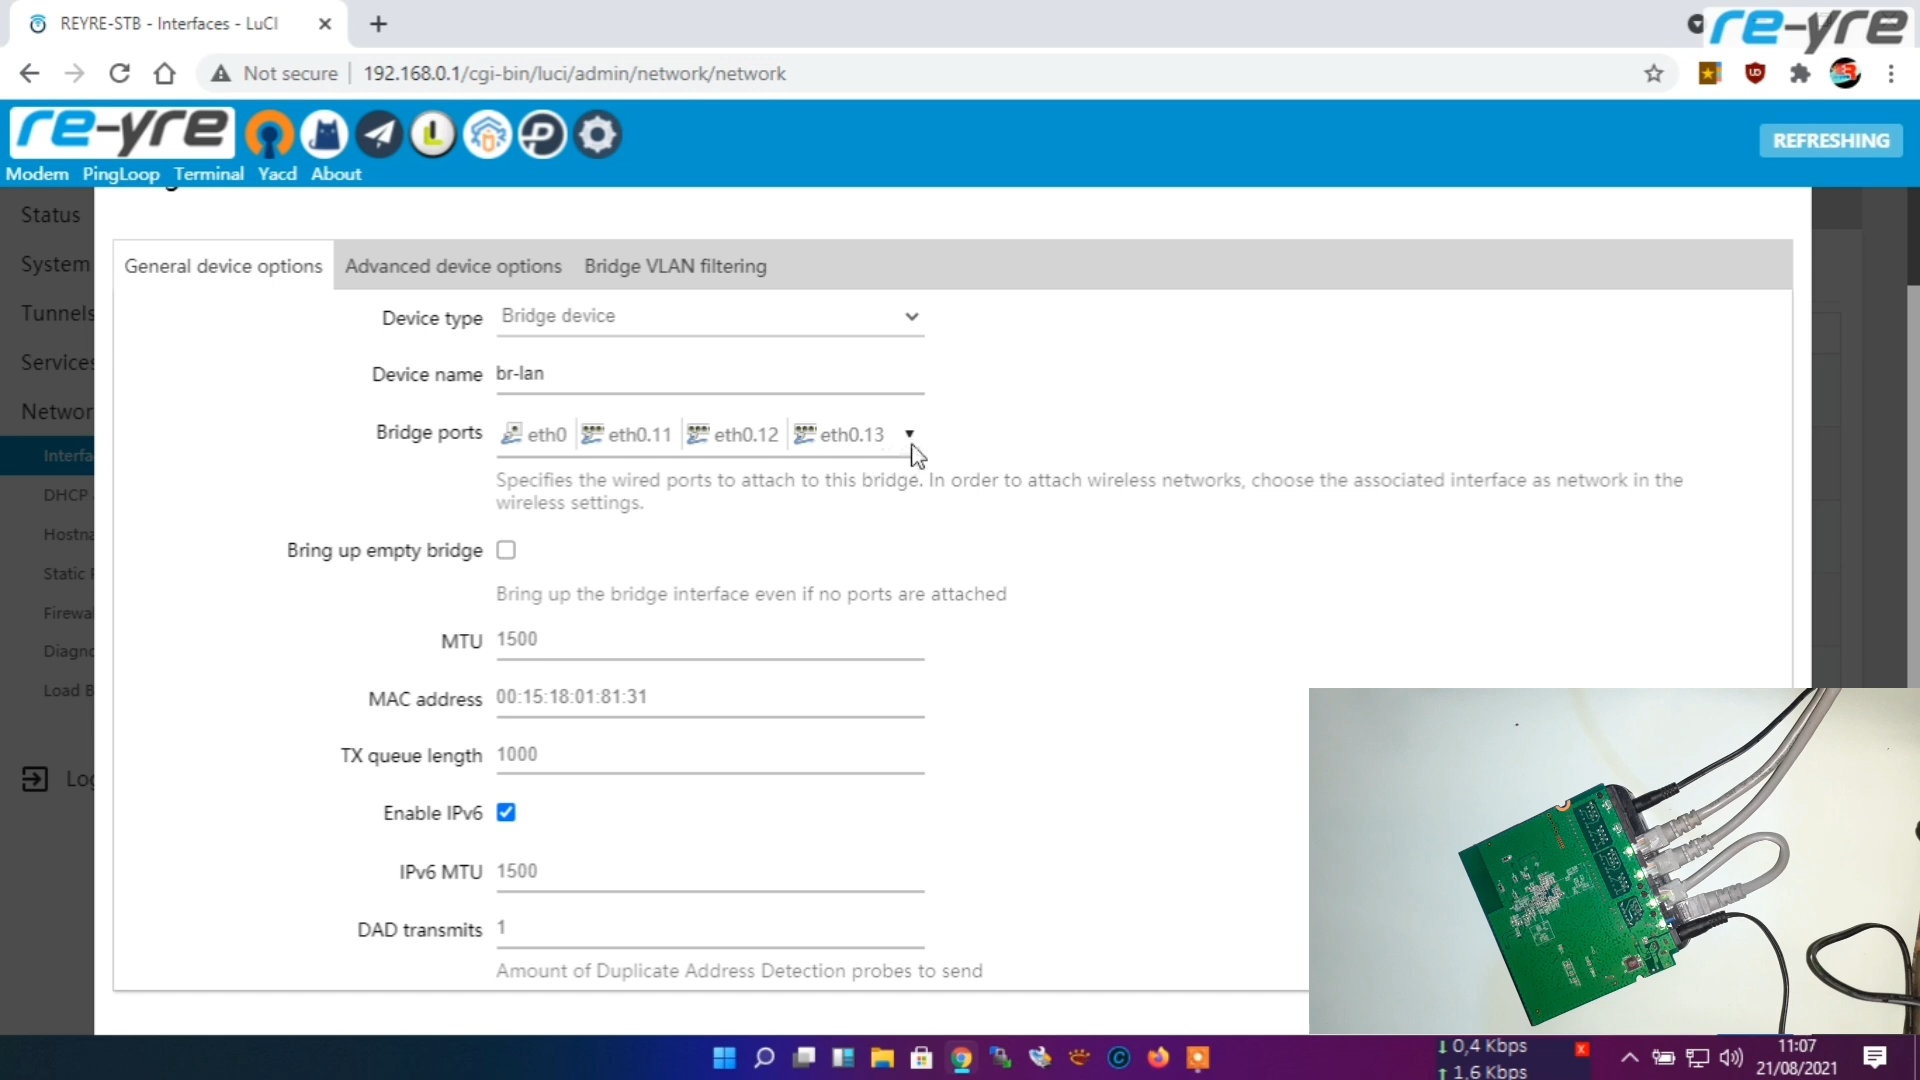 REYRE-STB - Interfaces - LuCI
re-yre
Not secure
192.168.0.1/cgi-bin/luci/admin/network/network
re-yre
REFRESHING
Modem PingLoop Terminal Yacd About
Status
System
Tunnels
Services
Networ
Interfa
DHCP
Hostna
Static
Firewal
Diagno
Load B
Log
General device options
Advanced device options
Bridge VLAN filtering
Device type Bridge device
Device name br-lan
Bridge ports eth0 eth0.11 eth0.12 eth0.13
Specifies the wired ports to attach to this bridge. In order to attach wireless networks, choose the associated interface as network in the
wireless settings.
Bring up empty bridge
Bring up the bridge interface even if no ports are attached
MTU 1500
MAC address 00:15:18:01:81:31
TX queue length 1000
Enable IPv6
IPv6 MTU 1500
DAD transmits 1
Amount of Duplicate Address Detection probes to send
↓ 0,4 Kbps
↑ 1,6 Kbps
11:07
21/08/2021